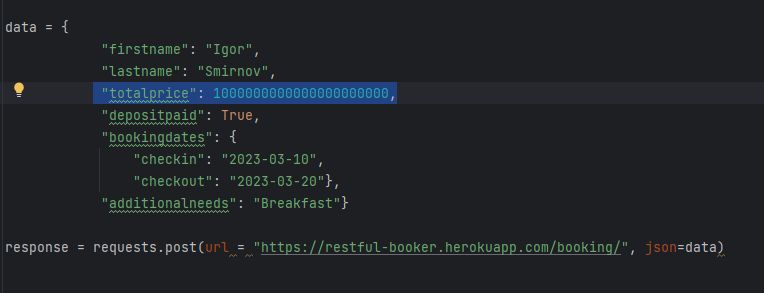 data = {
"firstname": "Igor",
"lastname": "Smirnov",
"totalprice": 1000000000000000000000,
"depositpaid": True,
"bookingdates": {
"checkin": "2023-03-10",
"checkout": "2023-03-20"},
"additionalneeds": "Breakfast"}
response = requests.post(url = "https://restful-booker.herokuapp.com/booking/", json=data)